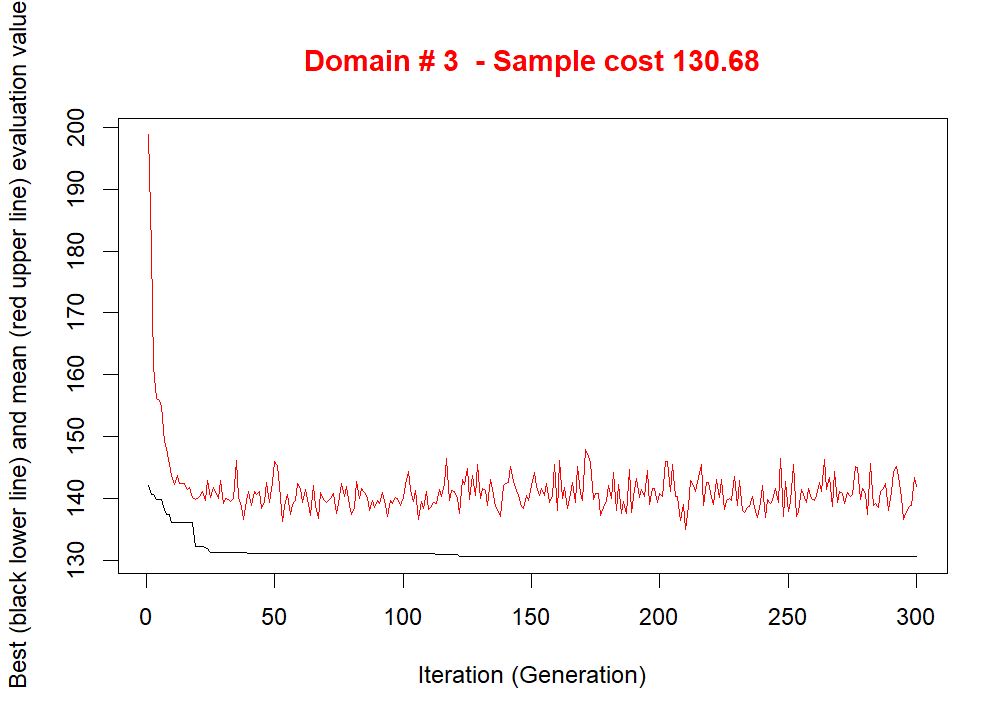 Domain # 3  - Sample cost 130.68
Best (black lower line) and mean (red upper line) evaluation value
200
190
180
170
160
150
140
130
0 50 100 150 200 250 300
Iteration (Generation)